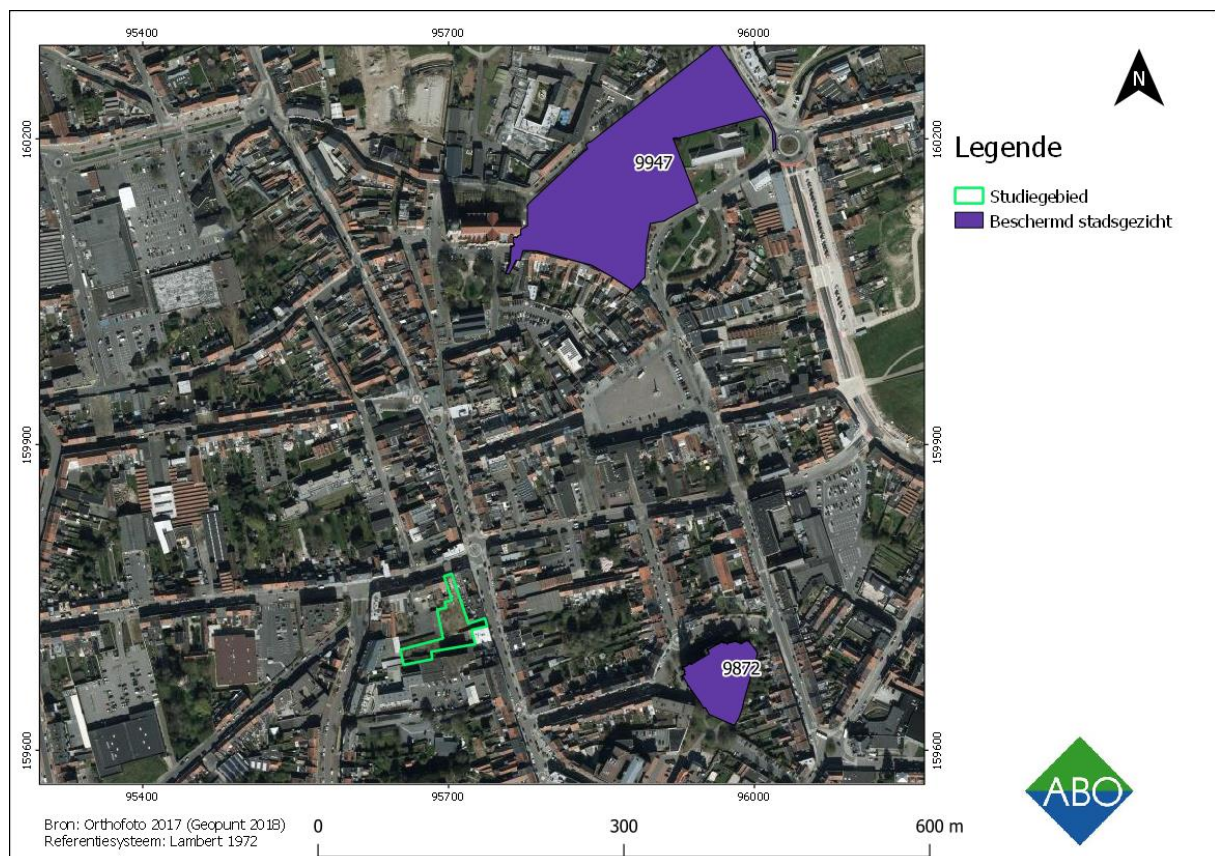 95400 95700 96000
160200 160200
159900 159900
159600 159600
95400 95700 96000
9947
9872
N
Legende
Studiegebied
Beschermd stadsgezicht
Bron: Orthofoto 2017 (Geopunt 2018)
Referentiesysteem: Lambert 1972
0 300 600 m
ABO